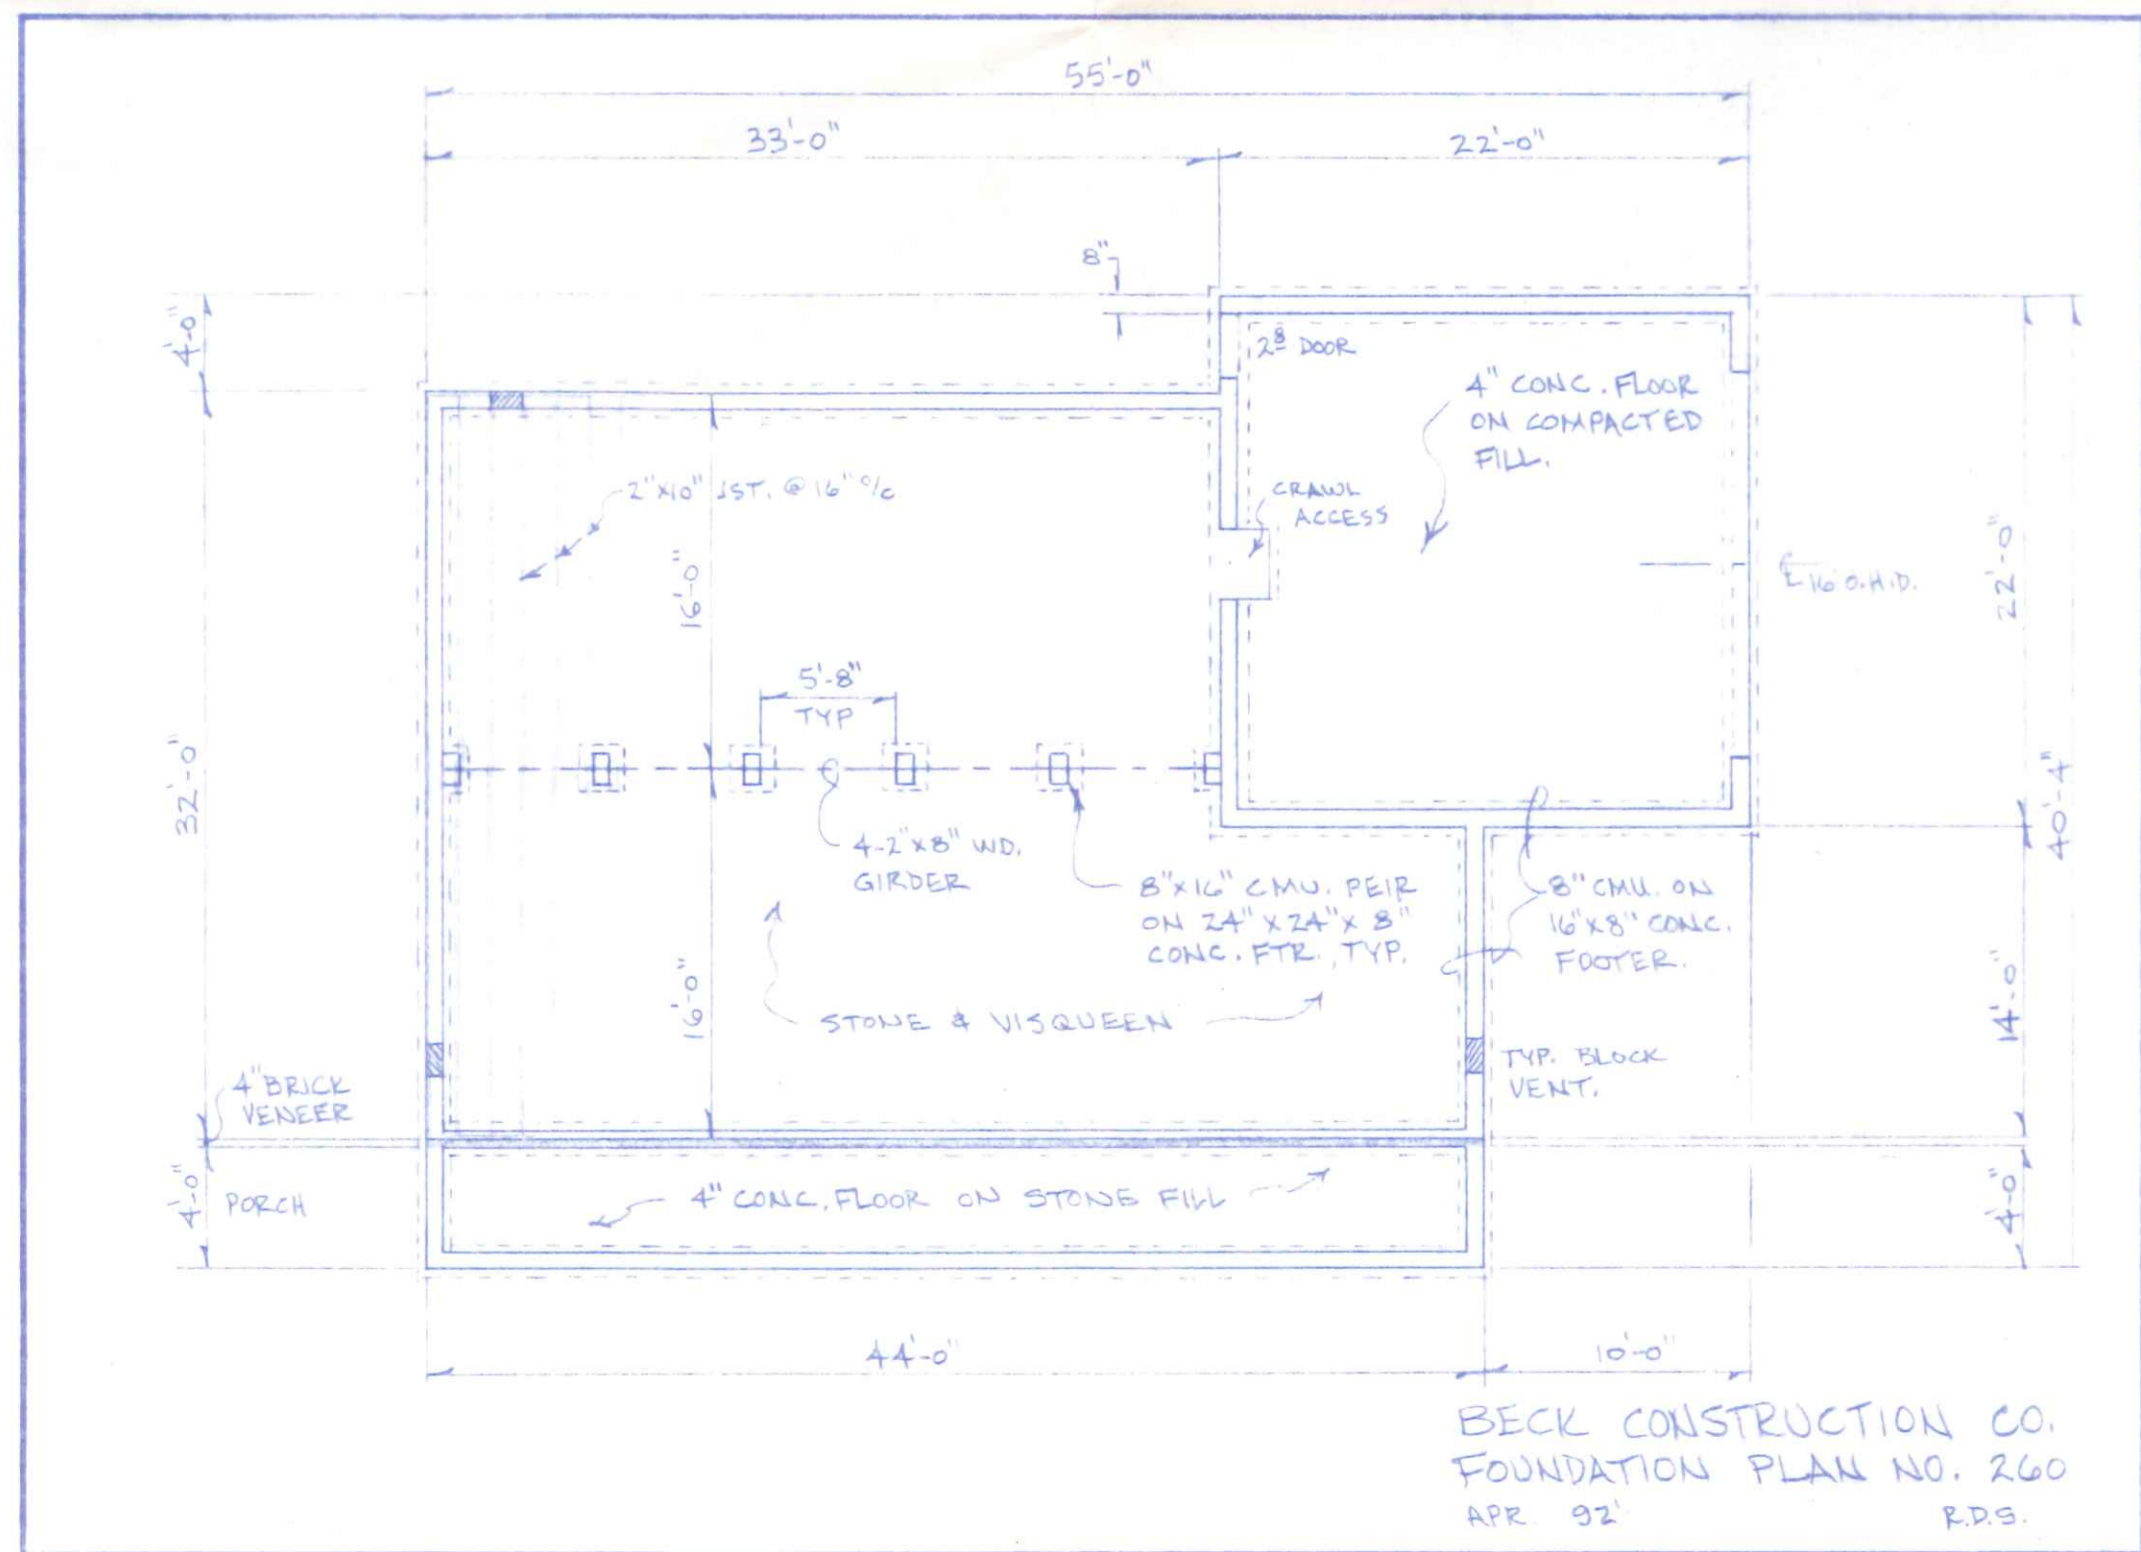 55'-0"
33'-0"
22'-0"
8"
4'-0"
2⁸ DOOR
4" CONC. FLOOR
ON COMPACTED
FILL.
2"x10" JST. @ 16" o/c
CRAWL
ACCESS
16'-0"
22'-0"
℄ 16' O.H.D.
5'-8"
TYP
32'-0"
40'-4"
4-2"x8" WD.
GIRDER
8"x16" CMU. PEIR
ON 24"x24"x8"
CONC. FTR., TYP.
8" CMU. ON
16"x8" CONC.
FOOTER.
16'-0"
14'-0"
STONE & VISQUEEN
TYP. BLOCK
VENT.
4" BRICK
VENEER
4'-0"
PORCH
4" CONC. FLOOR ON STONE FILL
4'-0"
44'-0"
10'-0"
BECK CONSTRUCTION CO.
FOUNDATION PLAN NO. 260
APR 92'
R.D.S.